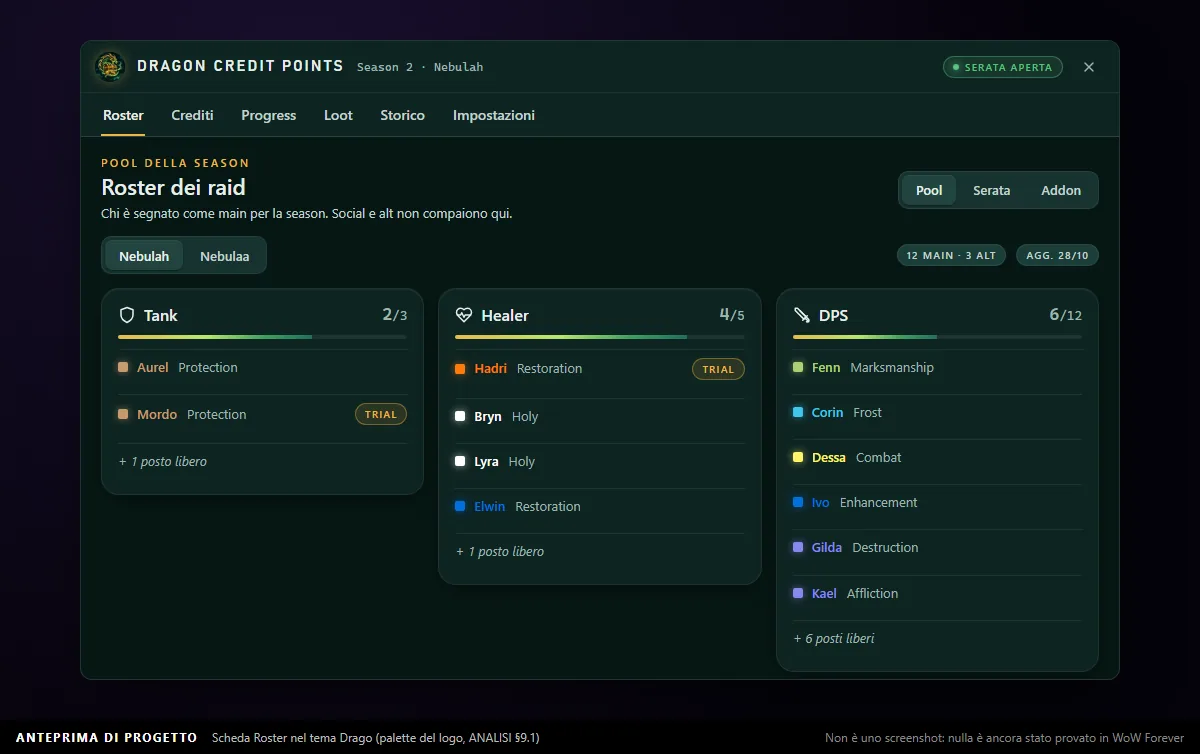 DRAGON CREDIT POINTS Season 2 · Nebulah
SERATA APERTA
Roster Crediti Progress Loot Storico Impostazioni
POOL DELLA SEASON
Roster dei raid
Chi è segnato come main per la season. Social e alt non compaiono qui.
Pool Serata Addon
Nebulah Nebulaa
12 MAIN · 3 ALT AGG. 28/10
Tank 2/3
Aurel Protection
Mordo Protection TRIAL
+ 1 posto libero
Healer 4/5
Hadri Restoration TRIAL
Bryn Holy
Lyra Holy
Elwin Restoration
+ 1 posto libero
DPS 6/12
Fenn Marksmanship
Corin Frost
Dessa Combat
Ivo Enhancement
Gilda Destruction
Kael Affliction
+ 6 posti liberi
ANTEPRIMA DI PROGETTO Scheda Roster nel tema Drago (palette del logo, ANALISI §9.1)
Non è uno screenshot: nulla è ancora stato provato in WoW Forever